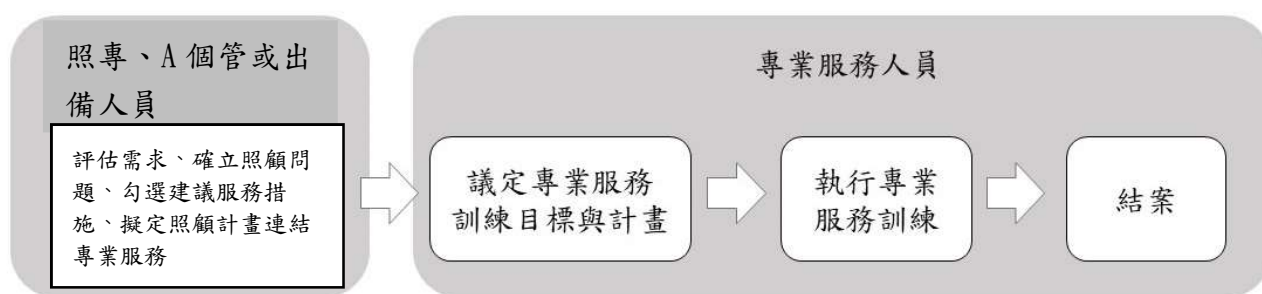 照專、A個管或出
備人員
評估需求、確立照顧問
題、勾選建議服務措
施、擬定照顧計畫連結
專業服務
專業服務人員
議定專業服務
訓練目標與計畫
執行專業
服務訓練
結案